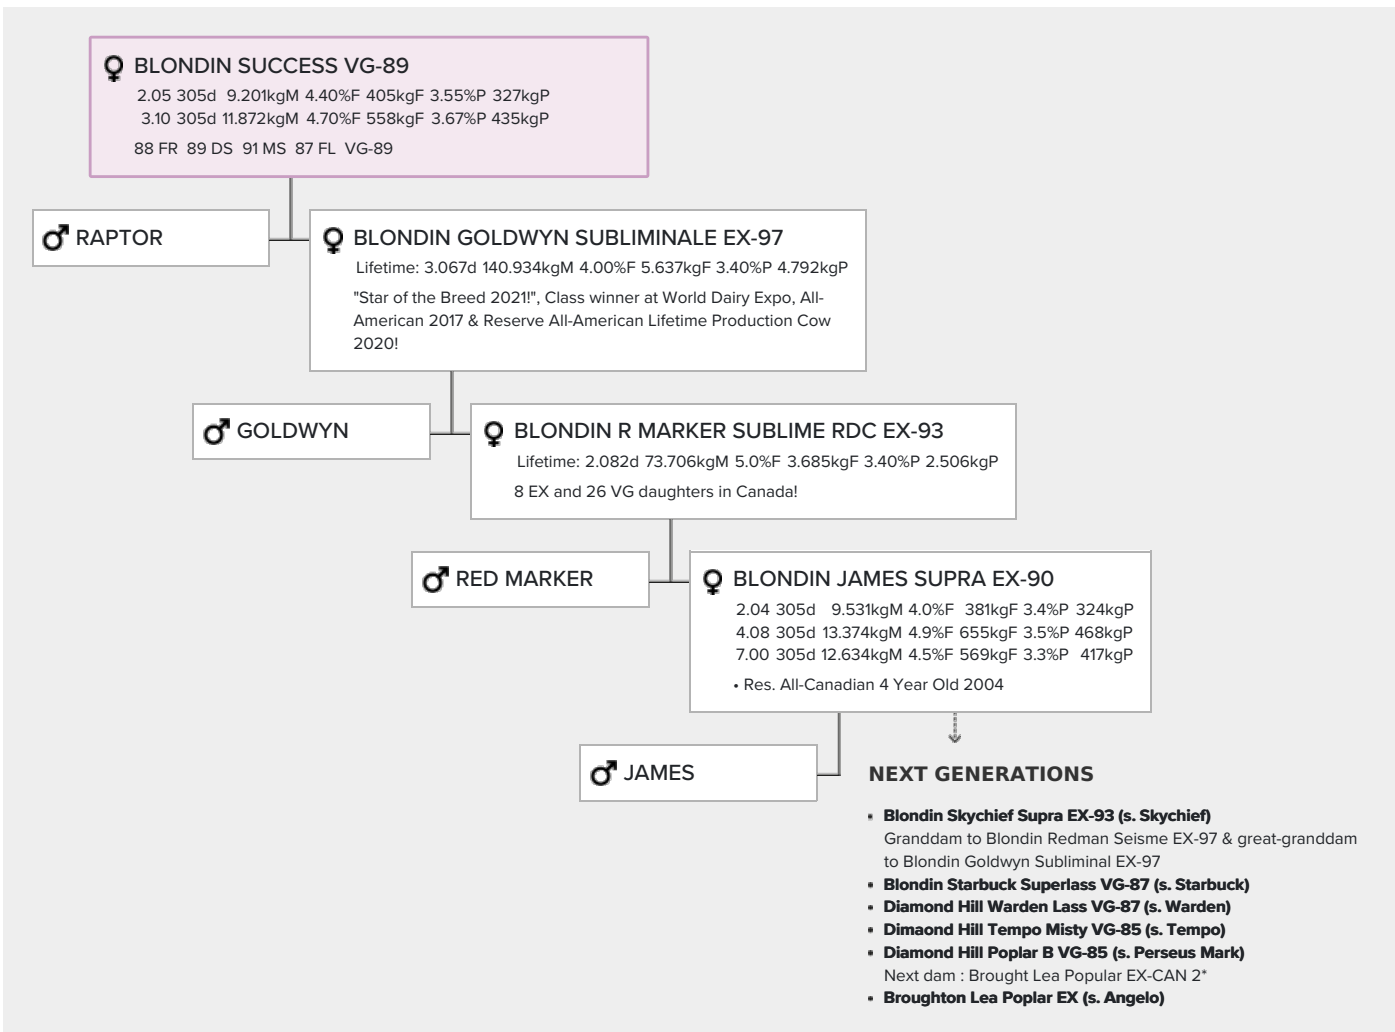 BLONDIN SUCCESS VG-89
2.05 305d 9.201kgM 4.40%F 405kgF 3.55%P 327kgP
3.10 305d 11.872kgM 4.70%F 558kgF 3.67%P 435kgP
88 FR 89 DS 91 MS 87 FL VG-89
RAPTOR
BLONDIN GOLDWYN SUBLIMINALE EX-97
Lifetime: 3.067d 140.934kgM 4.00%F 5.637kgF 3.40%P 4.792kgP
"Star of the Breed 2021!", Class winner at World Dairy Expo, All-
American 2017 & Reserve All-American Lifetime Production Cow
2020!
GOLDWYN
BLONDIN R MARKER SUBLIME RDC EX-93
Lifetime: 2.082d 73.706kgM 5.0%F 3.685kgF 3.40%P 2.506kgP
8 EX and 26 VG daughters in Canada!
RED MARKER
BLONDIN JAMES SUPRA EX-90
2.04 305d 9.531kgM 4.0%F 381kgF 3.4%P 324kgP
4.08 305d 13.374kgM 4.9%F 655kgF 3.5%P 468kgP
7.00 305d 12.634kgM 4.5%F 569kgF 3.3%P 417kgP
• Res. All-Canadian 4 Year Old 2004
JAMES
NEXT GENERATIONS
• Blondin Skychief Supra EX-93 (s. Skychief)
Granddam to Blondin Redman Seisme EX-97 & great-granddam
to Blondin Goldwyn Subliminal EX-97
• Blondin Starbuck Superlass VG-87 (s. Starbuck)
• Diamond Hill Warden Lass VG-87 (s. Warden)
• Dimaond Hill Tempo Misty VG-85 (s. Tempo)
• Diamond Hill Poplar B VG-85 (s. Perseus Mark)
Next dam : Brought Lea Popular EX-CAN 2*
• Broughton Lea Poplar EX (s. Angelo)